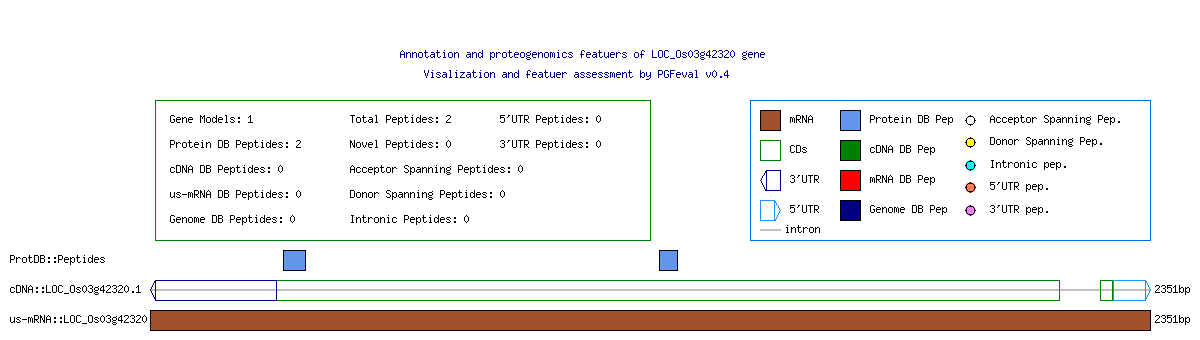 Annotation and proteogenomics featuers of LOC_Os03g42320 gene
Visalization and featuer assessment by PGFeval v0.4
Gene Models: 1 Total Peptides: 2 5'UTR Peptides: 0
Protein DB Peptides: 2 Novel Peptides: 0 3'UTR Peptides: 0
cDNA DB Peptides: 0 Acceptor Spanning Peptides: 0
us-mRNA DB Peptides: 0 Donor Spanning Peptides: 0
Genome DB Peptides: 0 Intronic Peptides: 0
mRNA Protein DB Pep Acceptor Spanning Pep.
CDs cDNA DB Pep Donor Spanning Pep.
Intronic pep.
3'UTR mRNA DB Pep 5'UTR pep.
5'UTR Genome DB Pep 3'UTR pep.
intron
ProtDB::Peptides
cDNA::LOC_Os03g42320.1 2351bp
us-mRNA::LOC_Os03g42320 2351bp